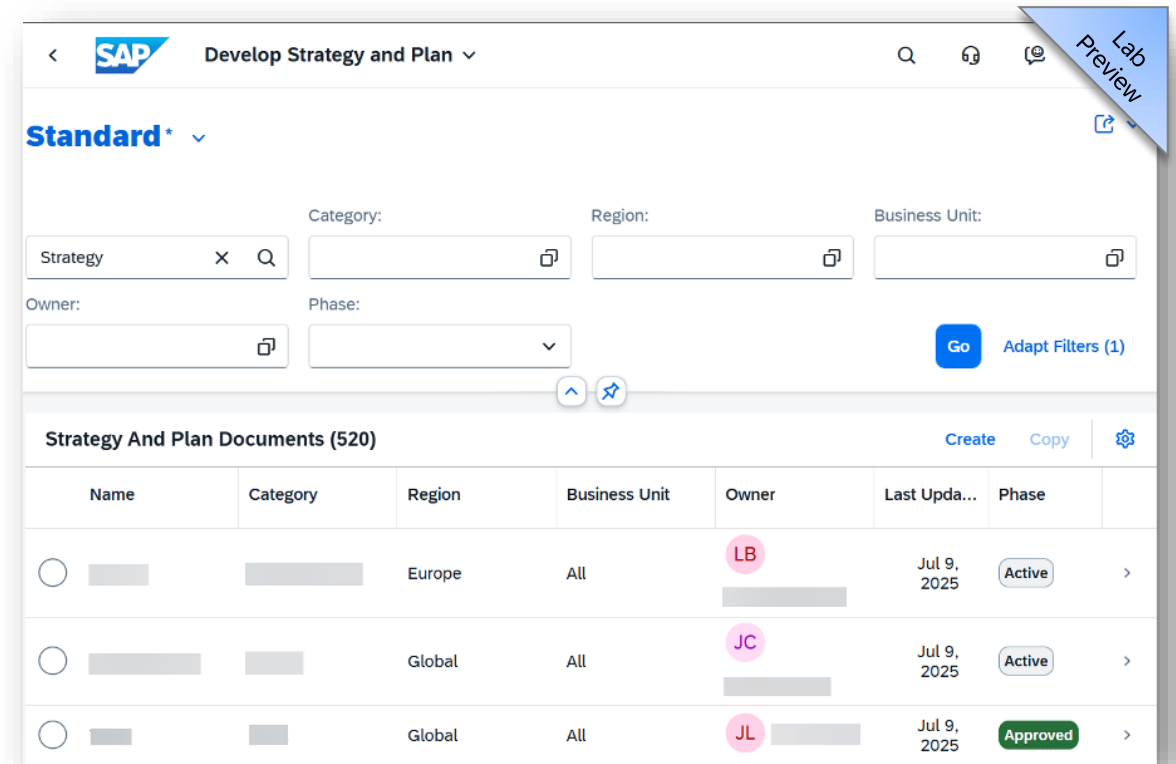 SAP Develop Strategy and Plan
Lab
Preview
Standard*
Category:
Region:
Business Unit:
Strategy
Owner:
Phase:
Go
Adapt Filters (1)
Strategy And Plan Documents (520)
Create
Copy
Name Category Region Business Unit Owner Last Upda... Phase
LB
Europe All Jul 9, Active
2025
JC
Global All Jul 9, Active
2025
Global All JL Jul 9, Approved
2025